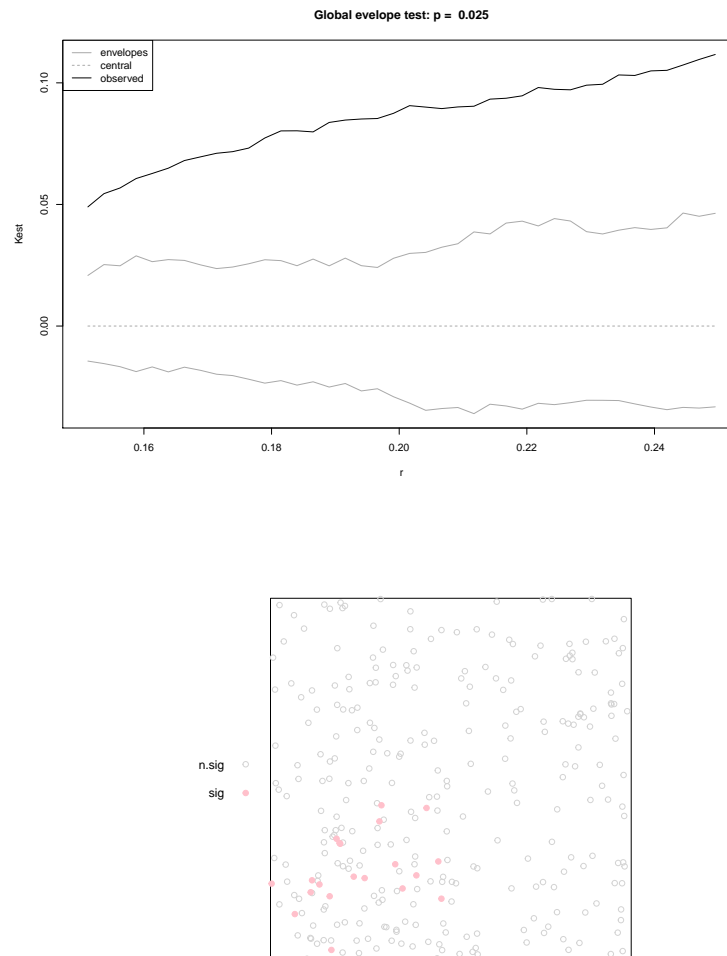 Global evelope test: p =  0.025
envelopes
central
observed
0.10
0.05
0.00
Kest
0.16 0.18 0.20 0.22 0.24
r
n.sig
sig